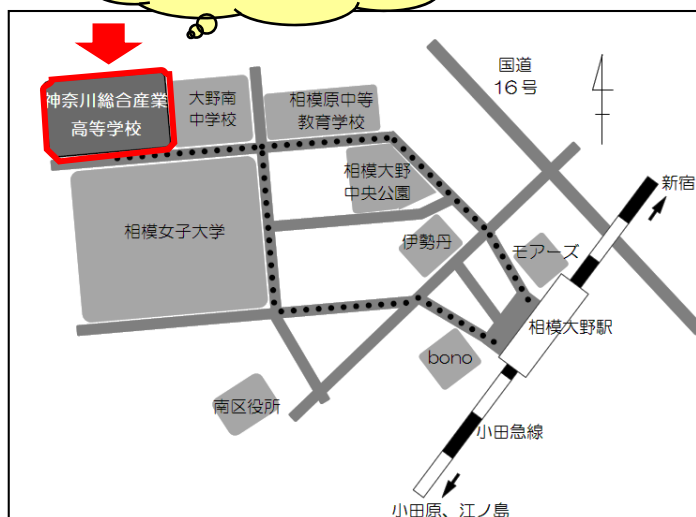 国道
16号
神奈川総合産業
高等学校
大野南
中学校
相模原中等
教育学校
相模大野
中央公園
新宿
相模女子大学
伊勢丹
モアーズ
相模大野駅
bono
南区役所
小田急線
小田原、江ノ島